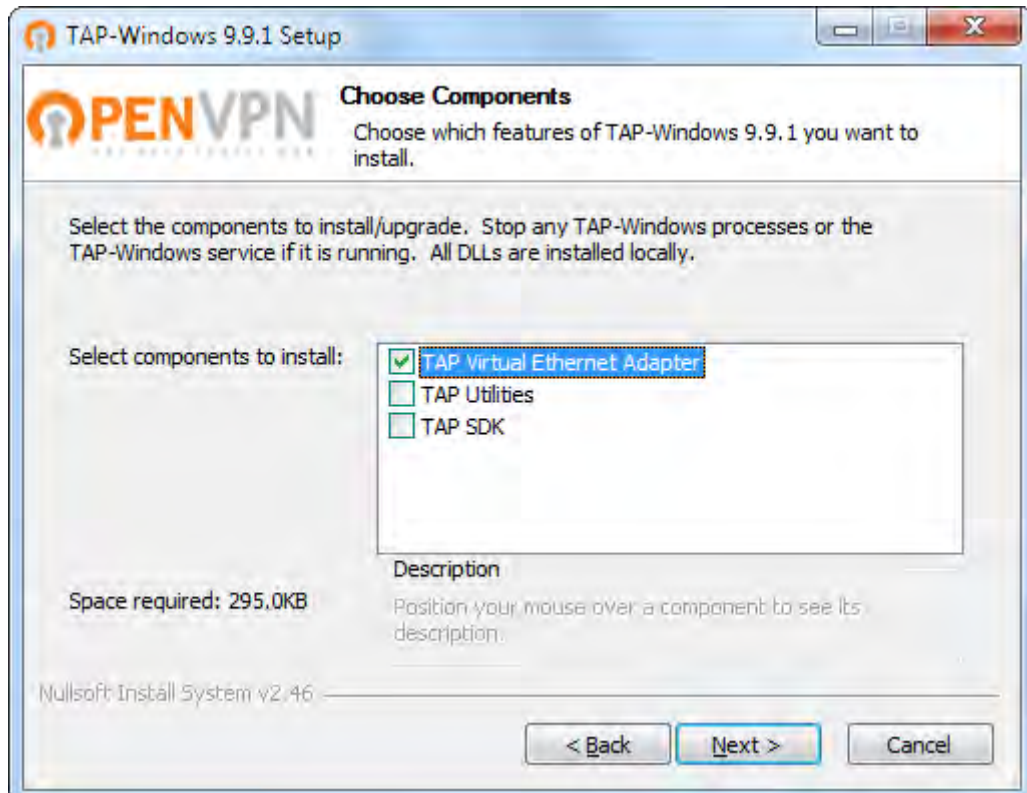 TAP-Windows 9.9.1 Setup
OPENVPN
Choose Components
Choose which features of TAP-Windows 9.9.1 you want to
install.
Select the components to install/upgrade.  Stop any TAP-Windows processes or the
TAP-Windows service if it is running.  All DLLs are installed locally.
Select components to install:
TAP Virtual Ethernet Adapter
TAP Utilities
TAP SDK
Space required: 295.0KB
Description
Position your mouse over a component to see its
description.
Nullsoft Install System v2.46
< Back
Next >
Cancel